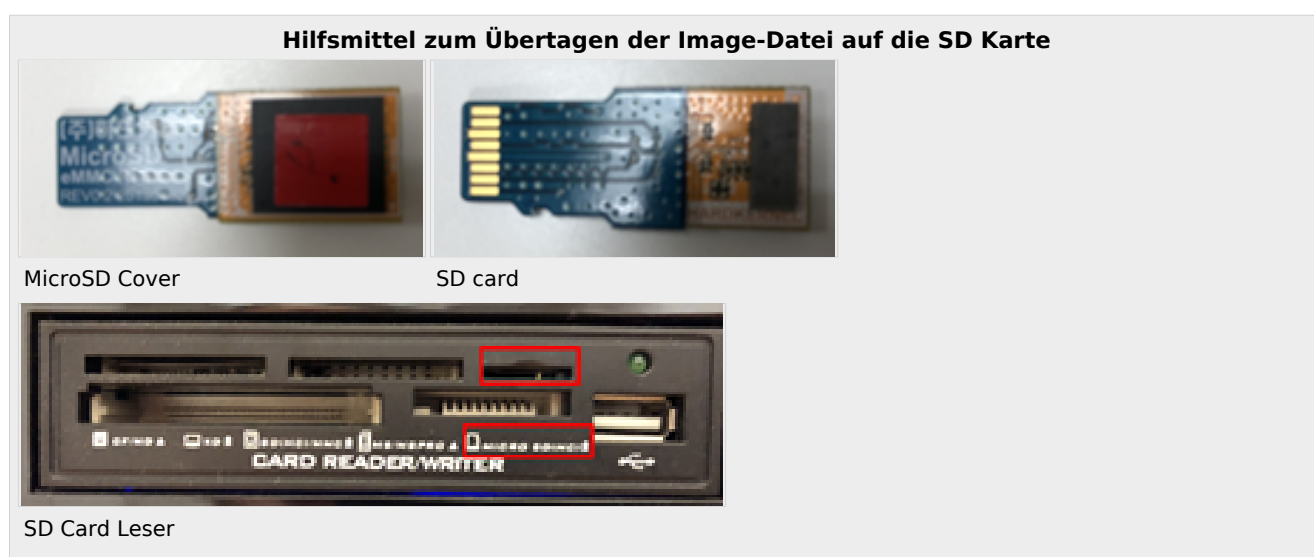 Hilfsmittel zum Übertagen der Image-Datei auf die SD Karte
MicroSD
eMMC
HARDKERNEL
MicroSD Cover
SD card
CARD READER/WRITER
SD Card Leser